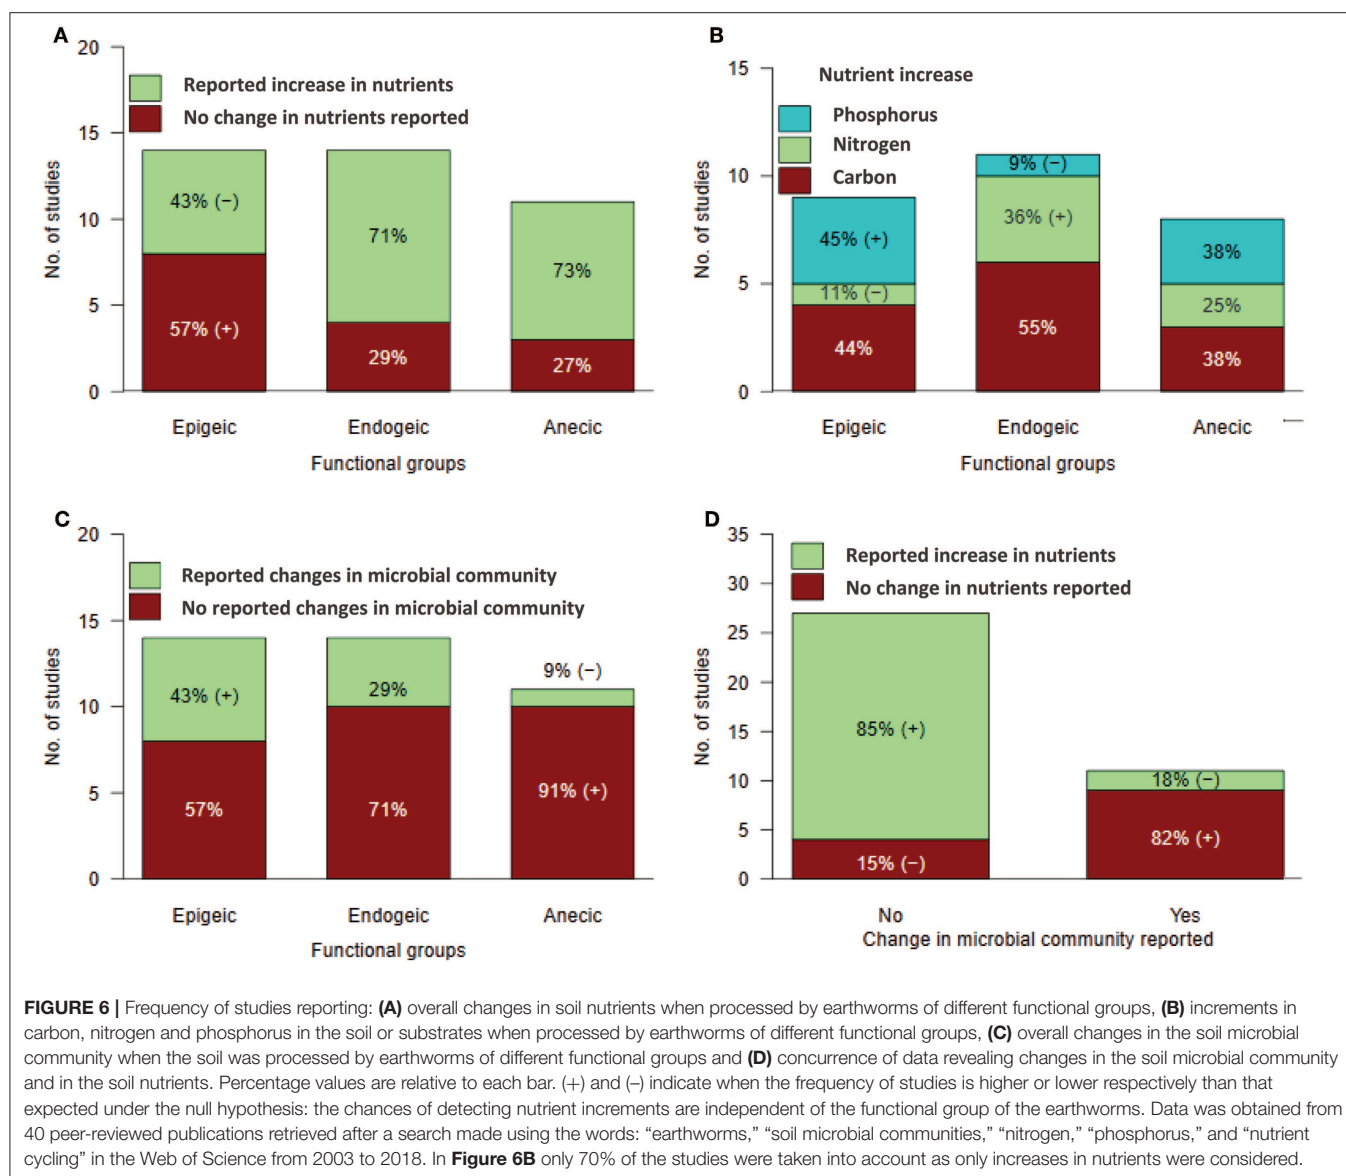 A
20
15
10
5
0
No. of studies
Reported increase in nutrients
No change in nutrients reported
43% (−)
57% (+)
71%
29%
73%
27%
Epigeic
Endogeic
Anecic
Functional groups
B
15
10
5
0
No. of studies
Nutrient increase
Phosphorus
Nitrogen
Carbon
45% (+)
11% (−)
44%
9% (−)
36% (+)
55%
38%
25%
38%
Epigeic
Endogeic
Anecic
Functional groups
C
20
15
10
5
0
No. of studies
Reported changes in microbial community
No reported changes in microbial community
43% (+)
57%
29%
71%
9% (−)
91% (+)
Epigeic
Endogeic
Anecic
Functional groups
D
35
30
25
20
15
10
5
0
No. of studies
Reported increase in nutrients
No change in nutrients reported
85% (+)
15% (−)
18% (−)
82% (+)
No
Yes
Change in microbial community reported
FIGURE 6 | Frequency of studies reporting: (A) overall changes in soil nutrients when processed by earthworms of different functional groups, (B) increments in
carbon, nitrogen and phosphorus in the soil or substrates when processed by earthworms of different functional groups, (C) overall changes in the soil microbial
community when the soil was processed by earthworms of different functional groups and (D) concurrence of data revealing changes in the soil microbial community
and in the soil nutrients. Percentage values are relative to each bar. (+) and (−) indicate when the frequency of studies is higher or lower respectively than that
expected under the null hypothesis: the chances of detecting nutrient increments are independent of the functional group of the earthworms. Data was obtained from
40 peer-reviewed publications retrieved after a search made using the words: “earthworms,” “soil microbial communities,” “nitrogen,” “phosphorus,” and “nutrient
cycling” in the Web of Science from 2003 to 2018. In Figure 6B only 70% of the studies were taken into account as only increases in nutrients were considered.